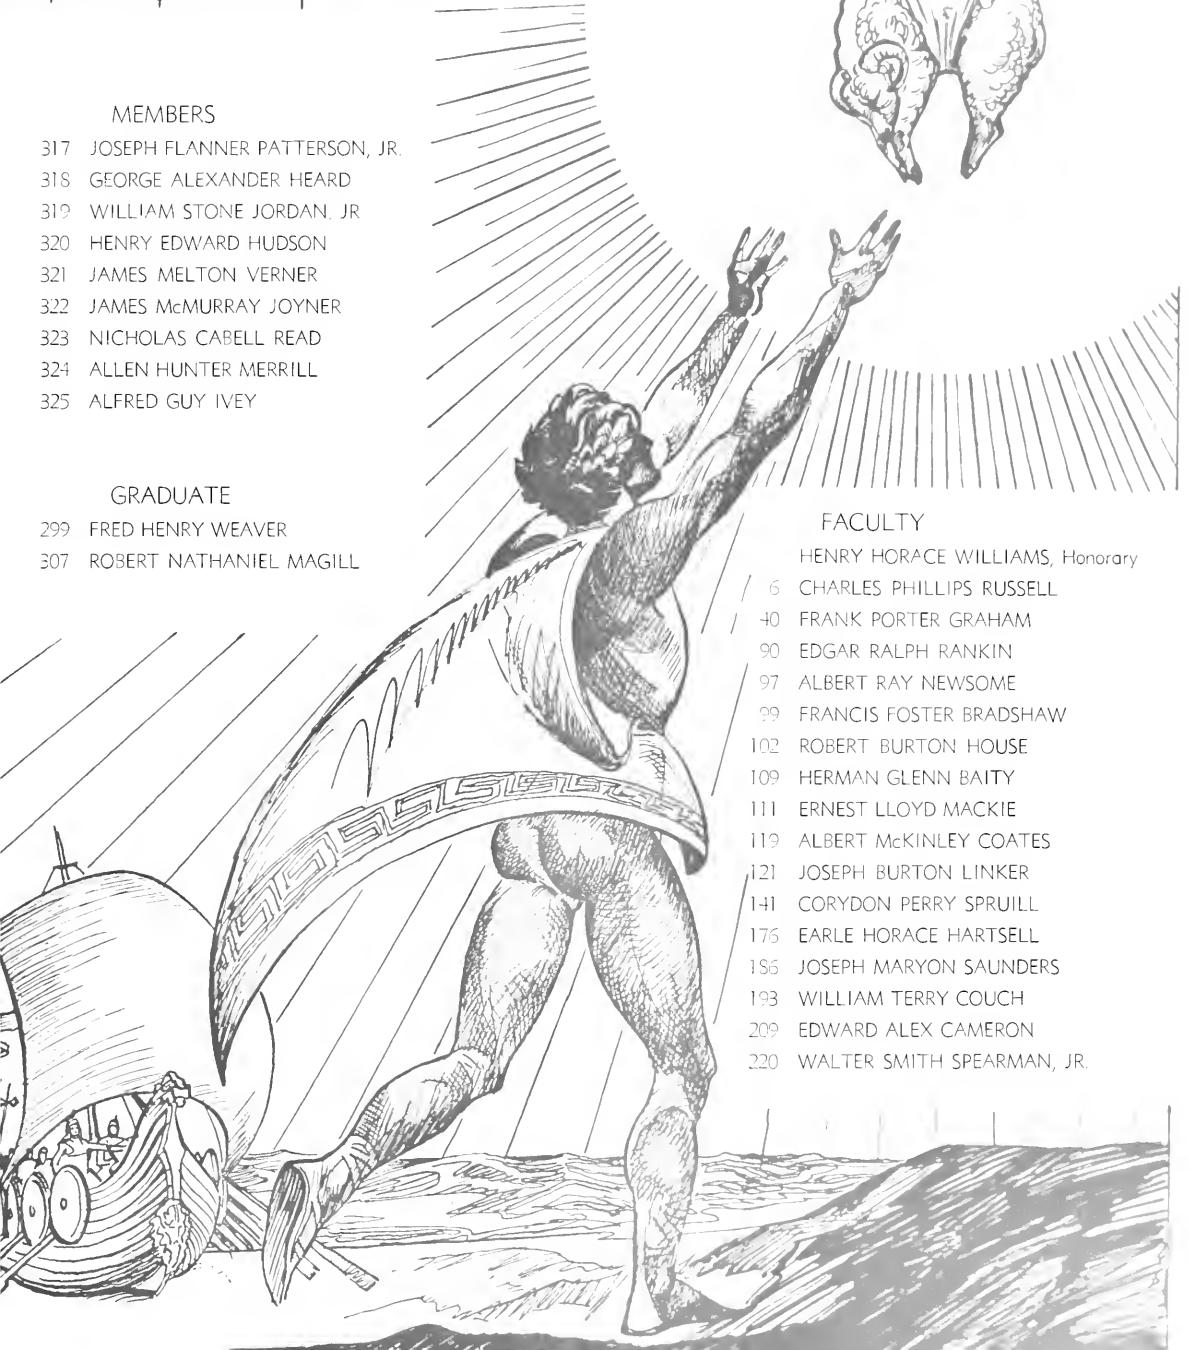 MEMBERS
317 JOSEPH FLANNER PATTERSON, JR.
318 GEORGE ALEXANDER HEARD
319 WILLIAM STONE JORDAN, JR
320 HENRY EDWARD HUDSON
321 JAMES MELTON VERNER
322 JAMES McMURRAY JOYNER
323 NICHOLAS CABELL READ
324 ALLEN HUNTER MERRILL
325 ALFRED GUY IVEY
GRADUATE
299 FRED HENRY WEAVER
307 ROBERT NATHANIEL MAGILL
FACULTY
HENRY HORACE WILLIAMS, Honorary
6 CHARLES PHILLIPS RUSSELL
40 FRANK PORTER GRAHAM
90 EDGAR RALPH RANKIN
97 ALBERT RAY NEWSOME
99 FRANCIS FOSTER BRADSHAW
102 ROBERT BURTON HOUSE
109 HERMAN GLENN BAITY
111 ERNEST LLOYD MACKIE
119 ALBERT McKINLEY COATES
121 JOSEPH BURTON LINKER
141 CORYDON PERRY SPRUILL
176 EARLE HORACE HARTSELL
186 JOSEPH MARYON SAUNDERS
193 WILLIAM TERRY COUCH
209 EDWARD ALEX CAMERON
220 WALTER SMITH SPEARMAN, JR.